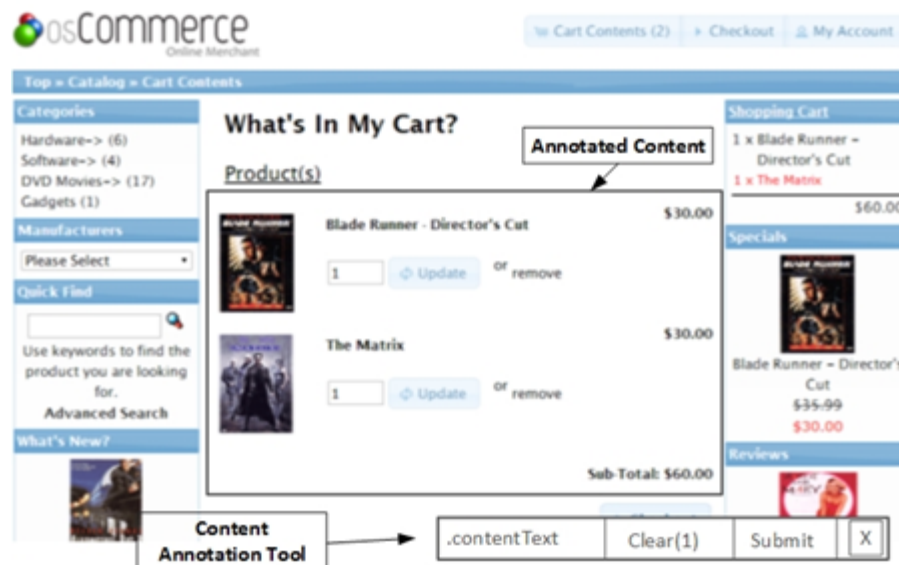 osCommerce
Online Merchant
Cart Contents (2)
Checkout
My Account
Top » Catalog » Cart Contents
Categories
Hardware-> (6)
Software-> (4)
DVD Movies-> (17)
Gadgets (1)
Manufacturers
Please Select
Quick Find
Use keywords to find the
product you are looking
for.
Advanced Search
What's New?
What's In My Cart?
Annotated Content
Product(s)
BLADE RUNNER
Blade Runner - Director's Cut
$30.00
1
Update
or
remove
The Matrix
$30.00
1
Update
or
remove
Sub-Total: $60.00
Shopping Cart
1 x Blade Runner -
Director's Cut
1 x The Matrix
$60.00
Specials
BLADE RUNNER
Blade Runner - Director's
Cut
$35.99
$30.00
Reviews
Content
Annotation Tool
.contentText
Clear(1)
Submit
X